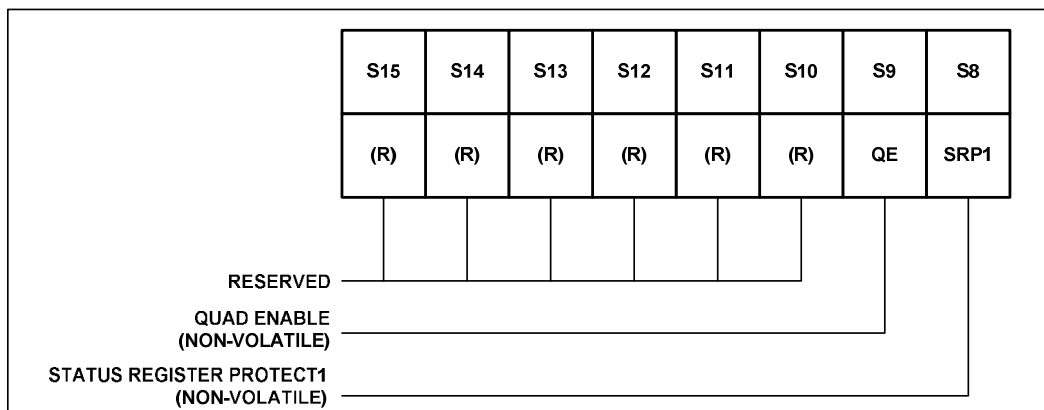 S15 S14 S13 S12 S11 S10 S9 S8
(R) (R) (R) (R) (R) (R) QE SRP1
RESERVED
QUAD ENABLE
(NON-VOLATILE)
STATUS REGISTER PROTECT1
(NON-VOLATILE)